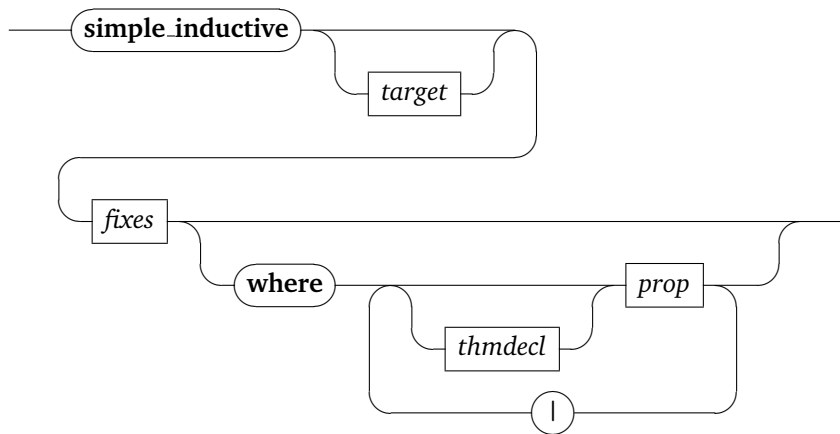 simple_inductive
target
fixes
where
prop
thmdecl
|